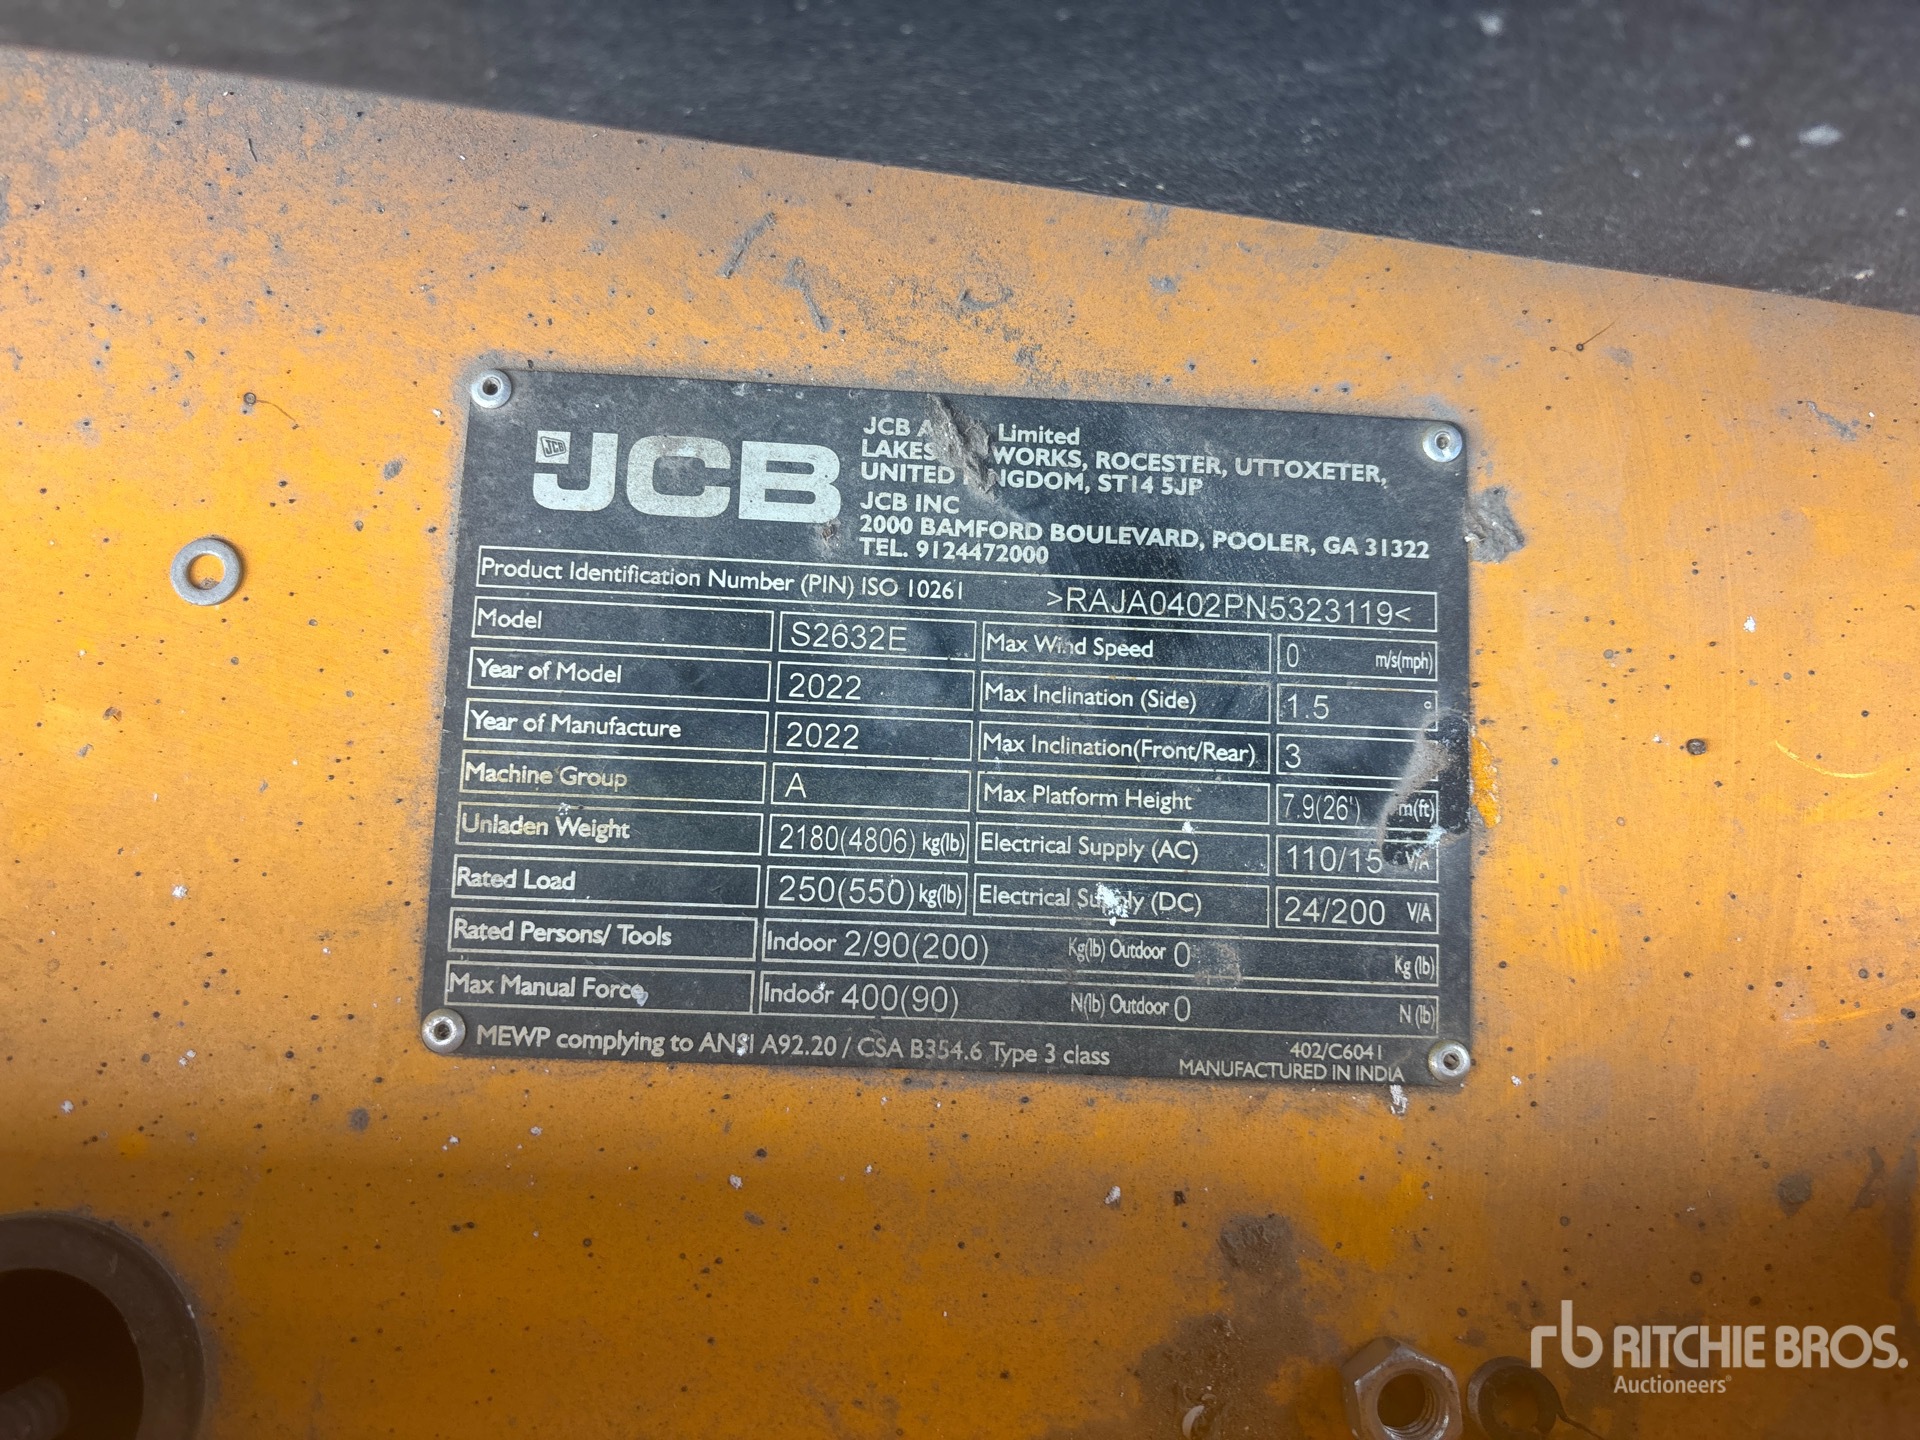 JCB
JCB
JCB Limited
LAKES WORKS, ROCESTER, UTTOXETER,
UNITED KINGDOM, ST14 5JP
JCB INC
2000 BAMFORD BOULEVARD, POOLER, GA 31322
TEL. 9124472000
Product Identification Number (PIN) ISO 10261 >RAJA0402PN5323119<
Model S2632E Max Wind Speed 0 m/s(mph)
Year of Model 2022 Max Inclination (Side) 1.5 °
Year of Manufacture 2022 Max Inclination(Front/Rear) 3
Machine Group A Max Platform Height 7.9(26') m(ft)
Unladen Weight 2180(4806) kg(lb) Electrical Supply (AC) 110/15 V/A
Rated Load 250(550) kg(lb) Electrical Supply (DC) 24/200 V/A
Rated Persons/ Tools Indoor 2/90(200) Kg(lb) Outdoor 0 Kg (lb)
Max Manual Force Indoor 400(90) N(lb) Outdoor 0 N (lb)
MEWP complying to ANSI A92.20 / CSA B354.6 Type 3 class
402/C6041
MANUFACTURED IN INDIA
rb RITCHIE BROS.
Auctioneers